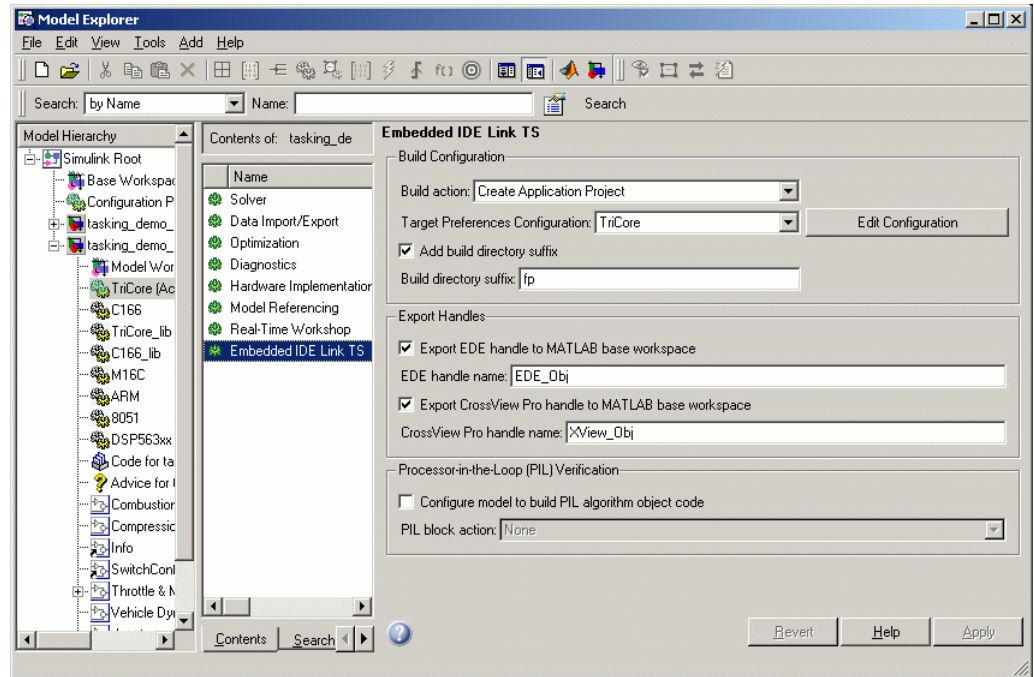 Model Explorer
File Edit View Tools Add Help
Search: by Name Name: Search
Model Hierarchy
Simulink Root
Base Workspac
Configuration P
tasking_demo_
tasking_demo_
Model Wor
TriCore (Ac
C166
TriCore_lib
C166_lib
M16C
ARM
8051
DSP563xx
Code for ta
Advice for
Combustior
Compressic
Info
SwitchConl
Throttle & M
Vehicle Dyr
Contents of: tasking_de
Name
Solver
Data Import/Export
Optimization
Diagnostics
Hardware Implementation
Model Referencing
Real-Time Workshop
Embedded IDE Link TS
Contents Search
Embedded IDE Link TS
Build Configuration
Build action: Create Application Project
Target Preferences Configuration: TriCore Edit Configuration
Add build directory suffix
Build directory suffix: fp
Export Handles
Export EDE handle to MATLAB base workspace
EDE handle name: EDE_Obj
Export CrossView Pro handle to MATLAB base workspace
CrossView Pro handle name: XView_Obj
Processor-in-the-Loop (PIL) Verification
Configure model to build PIL algorithm object code
PIL block action: None
Revert Help Apply